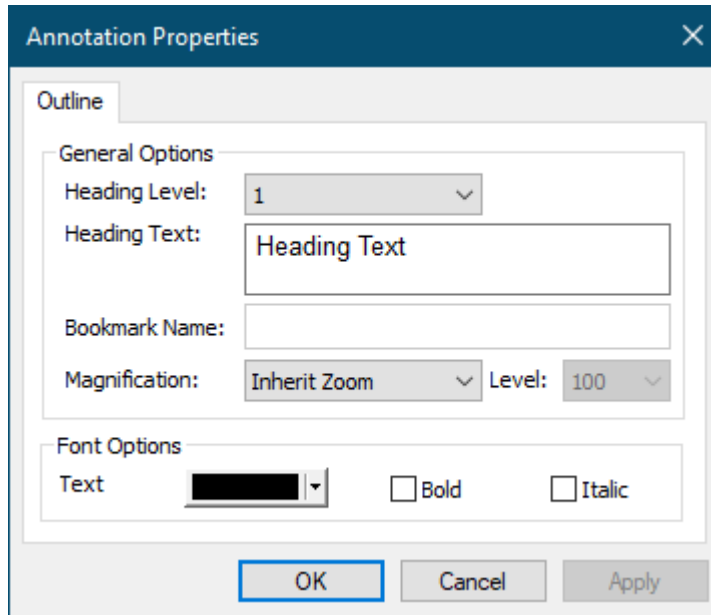 Annotation Properties
Outline
General Options
Heading Level: 1
Heading Text: Heading Text
Bookmark Name:
Magnification: Inherit Zoom Level: 100
Font Options
Text Bold Italic
OK Cancel Apply